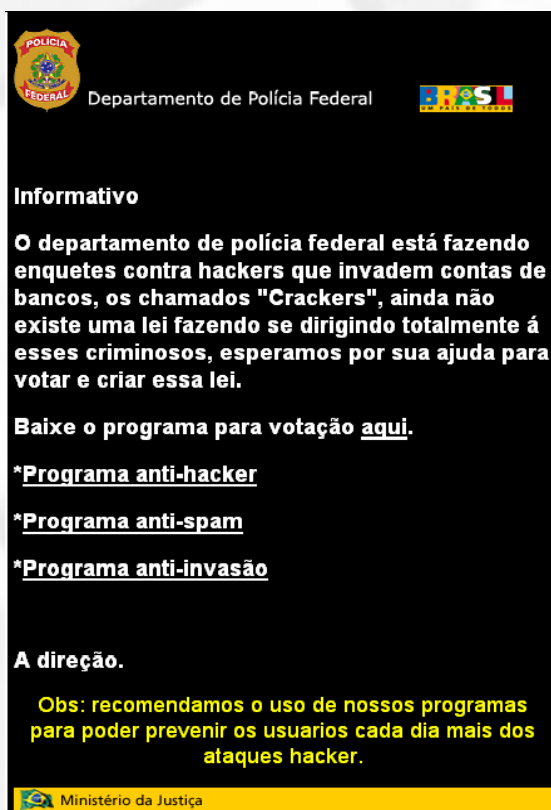 POLICIA
FEDERAL
Departamento de Polícia Federal
BRASIL
UM PAÍS DE TODOS
Informativo
O departamento de polícia federal está fazendo
enquetes contra hackers que invadem contas de
bancos, os chamados "Crackers", ainda não
existe uma lei fazendo se dirigindo totalmente á
esses criminosos, esperamos por sua ajuda para
votar e criar essa lei.
Baixe o programa para votação aqui.
*Programa anti-hacker
*Programa anti-spam
*Programa anti-invasão
A direção.
Obs: recomendamos o uso de nossos programas
para poder prevenir os usuarios cada dia mais dos
ataques hacker.
Ministério da Justiça